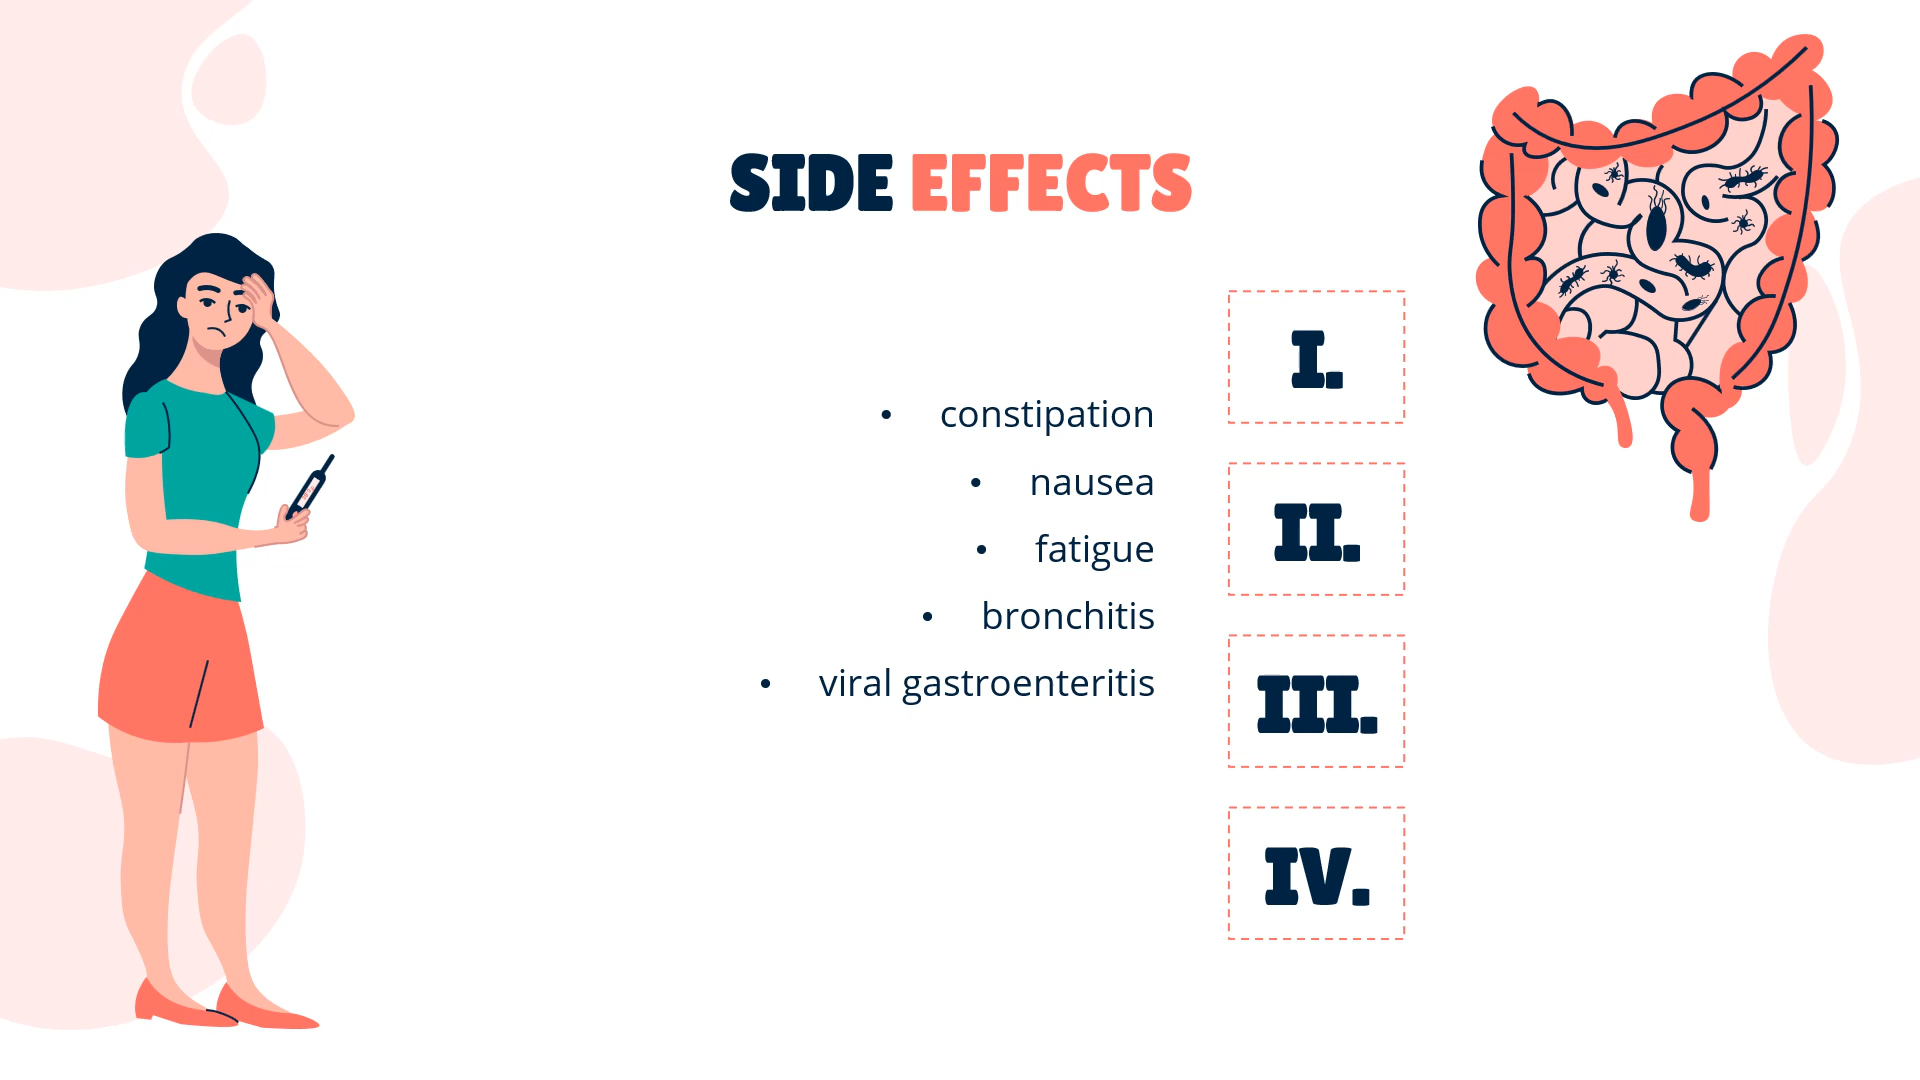 SIDE EFFECTS
• constipation
• nausea
• fatigue
• bronchitis
• viral gastroenteritis
I.
II.
III.
IV.